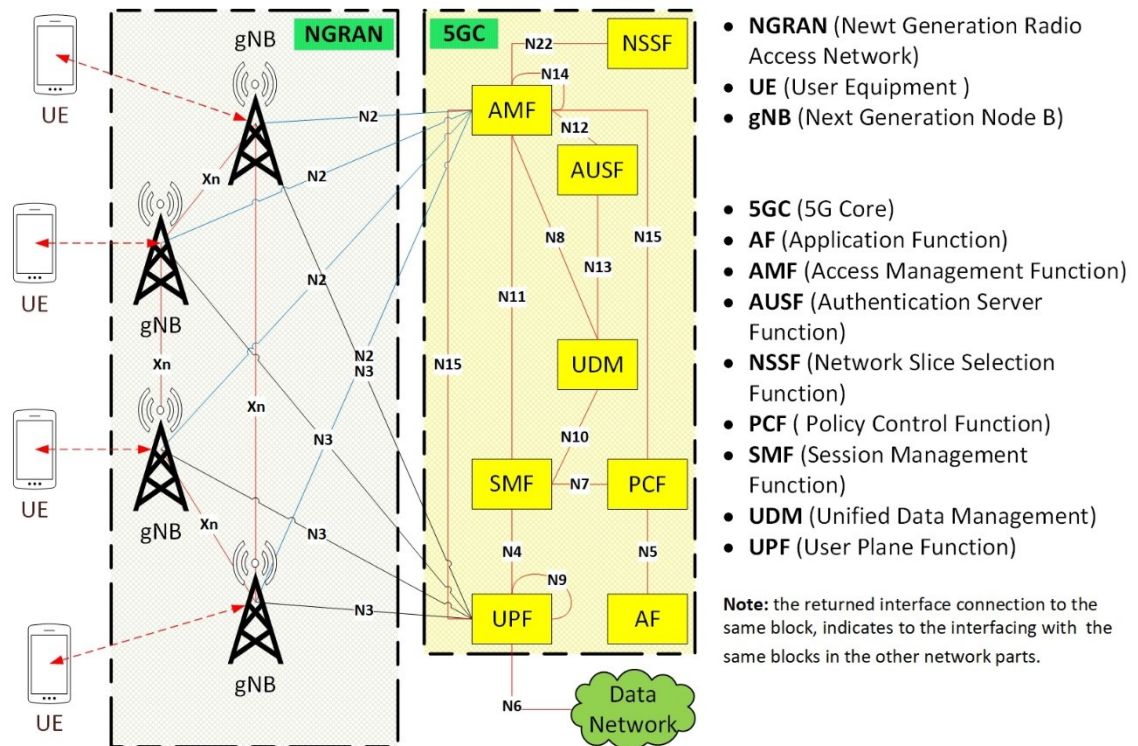 gNB
NGRAN
5GC
NSSF
N22
N14
AMF
UE
N2
N12
AUSF
Xn
N2
N8
N15
N2
N13
N11
UE
gNB
N15
N2
N3
UDM
Xn
Xn
N10
N3
SMF
N7
PCF
UE
gNB
Xn
N3
N4
N5
N9
N3
UPF
AF
gNB
UE
N6
Data
Network
• NGRAN (Newt Generation Radio
Access Network)
• UE (User Equipment )
• gNB (Next Generation Node B)
• 5GC (5G Core)
• AF (Application Function)
• AMF (Access Management Function)
• AUSF (Authentication Server
Function)
• NSSF (Network Slice Selection
Function)
• PCF ( Policy Control Function)
• SMF (Session Management
Function)
• UDM (Unified Data Management)
• UPF (User Plane Function)
Note: the returned interface connection to the
same block, indicates to the interfacing with the
same blocks in the other network parts.